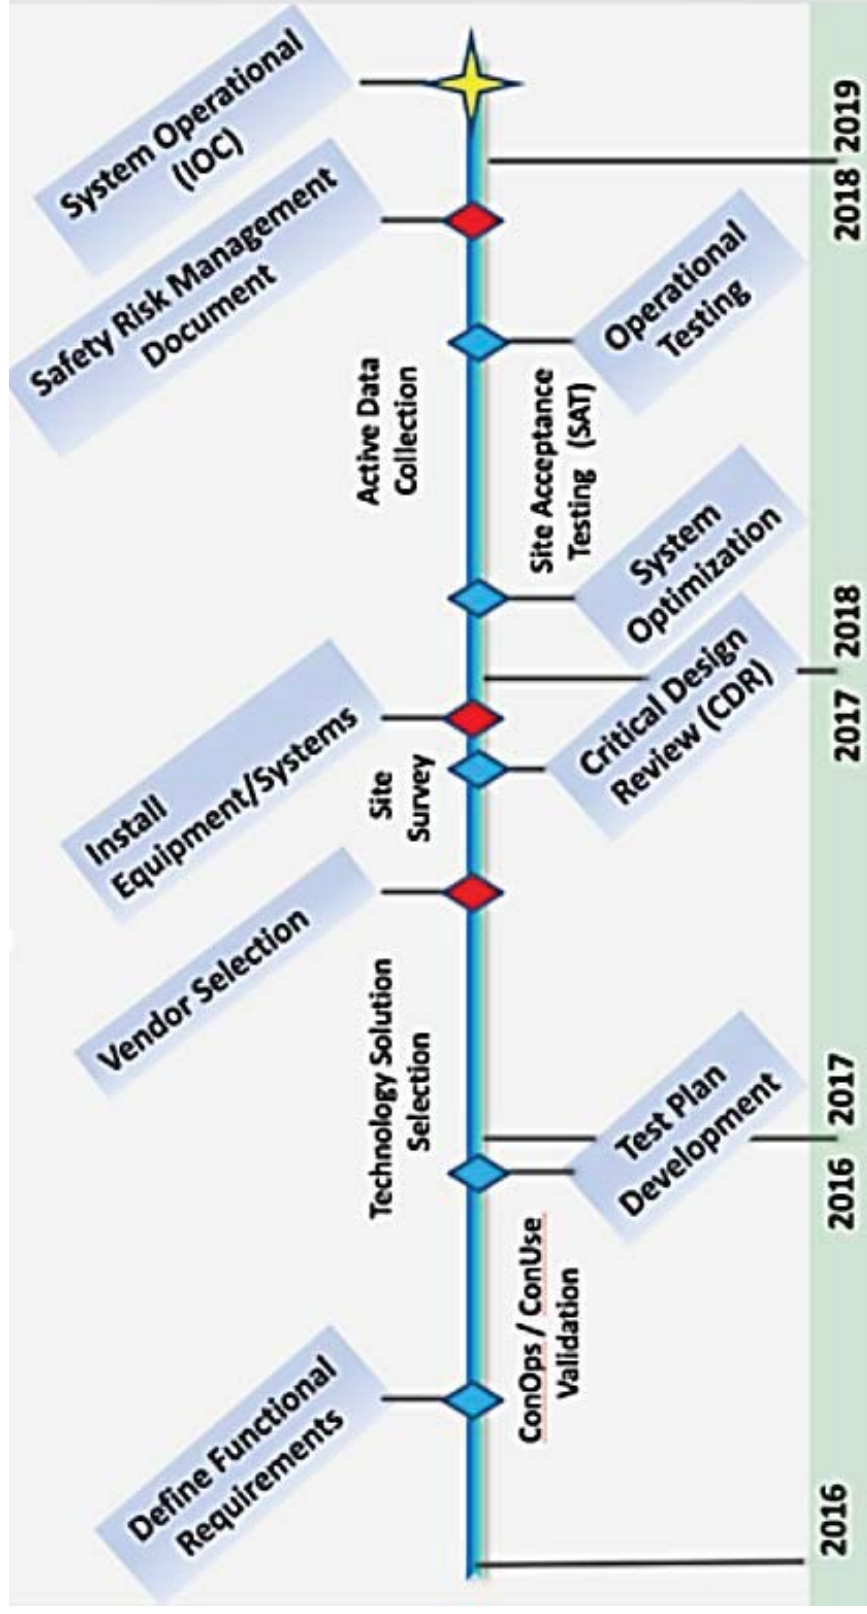 Define Functional
Requirements
ConOps / ConUse
Validation
Test Plan
Development
Technology Solution
Selection
Vendor Selection
Site
Survey
Critical Design
Review (CDR)
Install
Equipment/Systems
System
Optimization
Site Acceptance
Testing (SAT)
Active Data
Collection
Operational
Testing
Safety Risk Management
Document
System Operational
(IOC)
2016
2016
2017
2017
2018
2018
2019